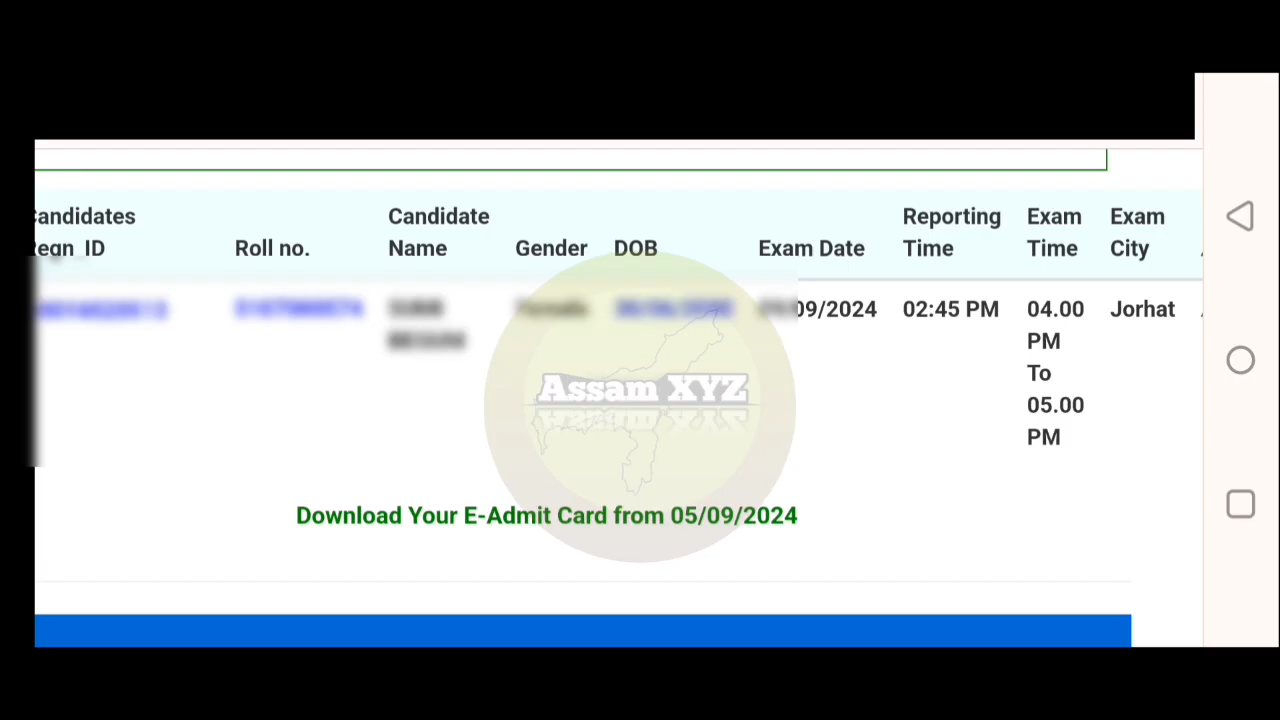 Candidates
Regn ID
Roll no.
Candidate
Name
Gender
DOB
Exam Date
Reporting
Time
Exam
Time
Exam
City
09/2024
02:45 PM
04.00
PM
To
05.00
PM
Jorhat
Assam XYZ
Download Your E-Admit Card from 05/09/2024